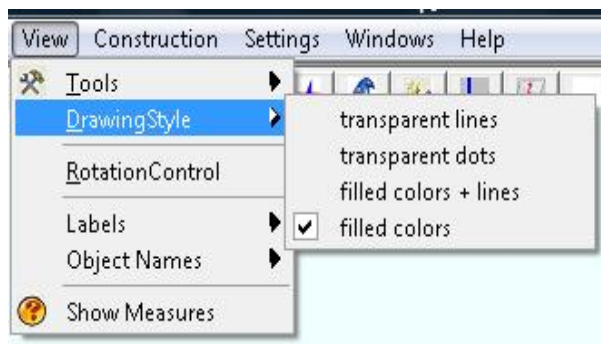 View Construction Settings Windows Help
Tools
DrawingStyle
RotationControl
Labels
Object Names
Show Measures
transparent lines
transparent dots
filled colors + lines
filled colors